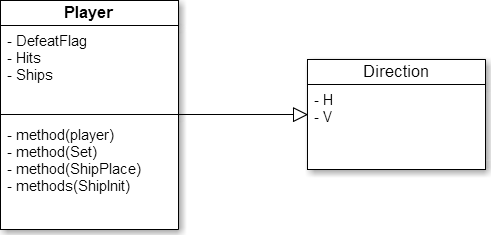 Player
- DefeatFlag
- Hits
- Ships
- method(player)
- method(Set)
- method(ShipPlace)
- methods(ShipInit)
Direction
- H
- V